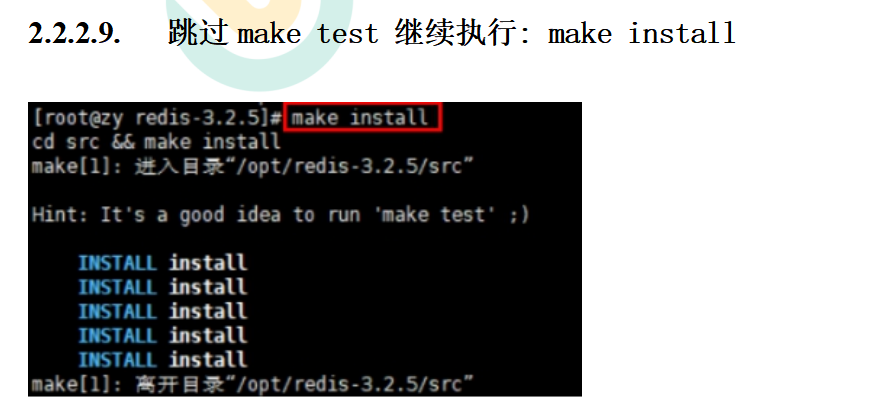 2.2.2.9. 跳过 make test 继续执行: make install
[root@zy redis-3.2.5]# make install
cd src && make install
make[1]: 进入目录“/opt/redis-3.2.5/src”
Hint: It's a good idea to run 'make test' ;)
INSTALL install
INSTALL install
INSTALL install
INSTALL install
INSTALL install
make[1]: 离开目录“/opt/redis-3.2.5/src”